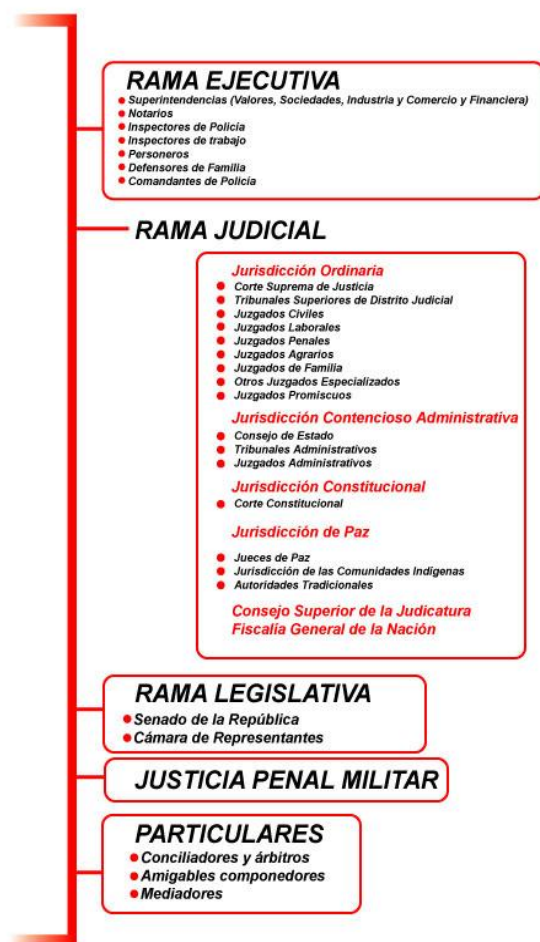 RAMA EJECUTIVA
Superintendencias (Valores, Sociedades, Industria y Comercio y Financiera)
Notarios
Inspectores de Policía
Inspectores de trabajo
Personeros
Defensores de Familia
Comandantes de Policía
RAMA JUDICIAL
Jurisdicción Ordinaria
Corte Suprema de Justicia
Tribunales Superiores de Distrito Judicial
Juzgados Civiles
Juzgados Laborales
Juzgados Penales
Juzgados Agrarios
Juzgados de Familia
Otros Juzgados Especializados
Juzgados Promiscuos
Jurisdicción Contencioso Administrativa
Consejo de Estado
Tribunales Administrativos
Juzgados Administrativos
Jurisdicción Constitucional
Corte Constitucional
Jurisdicción de Paz
Jueces de Paz
Jurisdicción de las Comunidades Indígenas
Autoridades Tradicionales
Consejo Superior de la Judicatura
Fiscalía General de la Nación
RAMA LEGISLATIVA
Senado de la República
Cámara de Representantes
JUSTICIA PENAL MILITAR
PARTICULARES
Conciliadores y árbitros
Amigables componedores
Mediadores